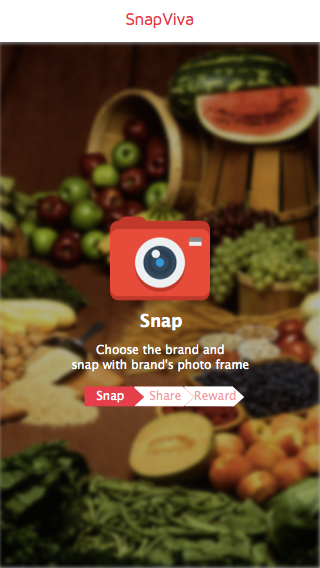 SnapViva
Snap
Choose the brand and
snap with brand's photo frame
Snap Share Reward